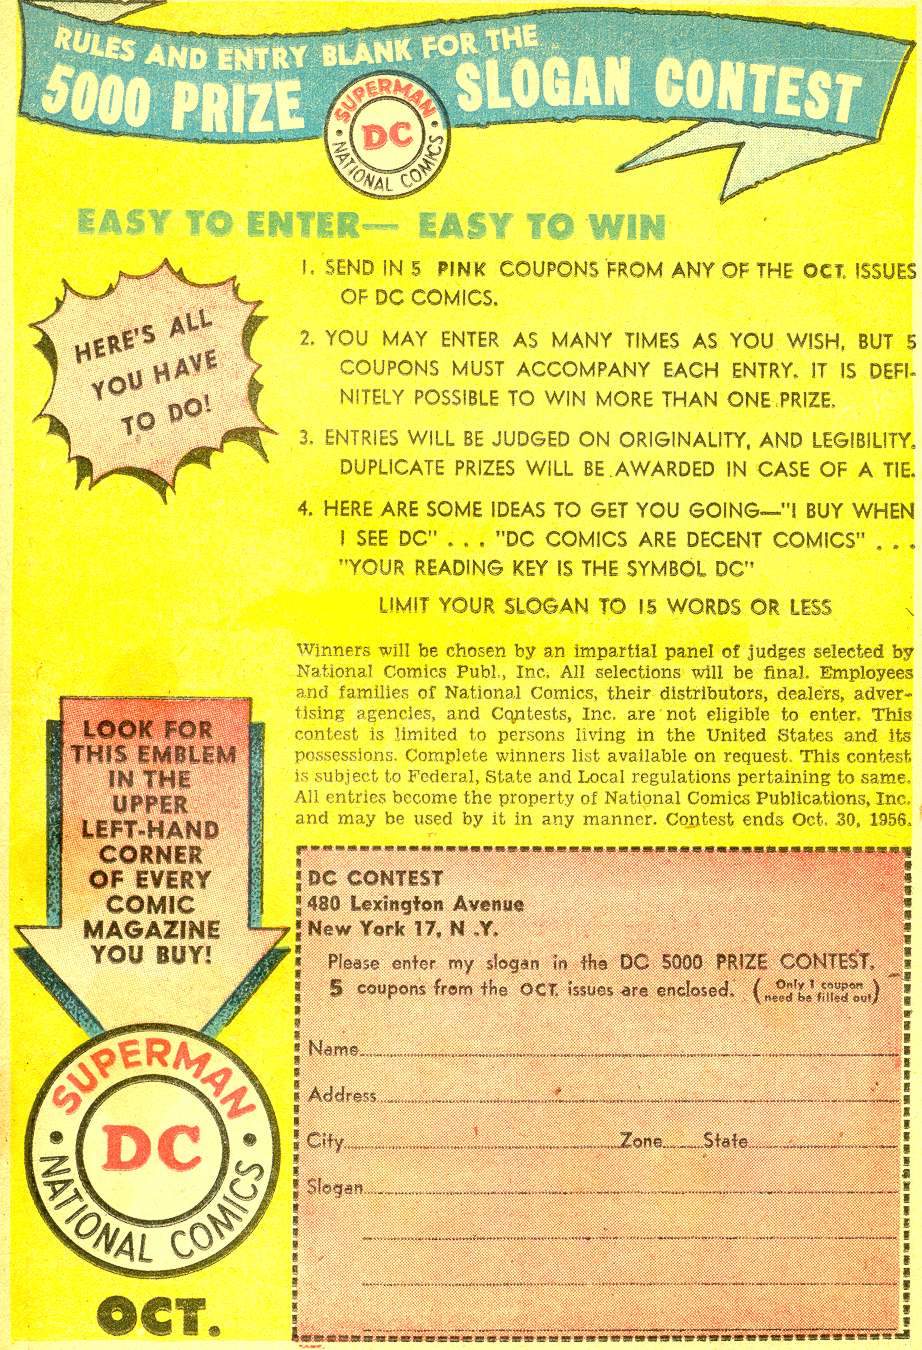 RULES AND ENTRY BLANK FOR THE
5000 PRIZE SLOGAN CONTEST
SUPERMAN
DC
NATIONAL COMICS
EASY TO ENTER— EASY TO WIN
HERE'S ALL
YOU HAVE
TO DO!
1. SEND IN 5 PINK COUPONS FROM ANY OF THE OCT. ISSUES
OF DC COMICS.
2. YOU MAY ENTER AS MANY TIMES AS YOU WISH, BUT 5
COUPONS MUST ACCOMPANY EACH ENTRY. IT IS DEFI-
NITELY POSSIBLE TO WIN MORE THAN ONE PRIZE.
3. ENTRIES WILL BE JUDGED ON ORIGINALITY, AND LEGIBILITY.
DUPLICATE PRIZES WILL BE AWARDED IN CASE OF A TIE.
4. HERE ARE SOME IDEAS TO GET YOU GOING—"I BUY WHEN
I SEE DC" . . . "DC COMICS ARE DECENT COMICS" . . .
"YOUR READING KEY IS THE SYMBOL DC"
LIMIT YOUR SLOGAN TO 15 WORDS OR LESS
Winners will be chosen by an impartial panel of judges selected by
National Comics Publ., Inc. All selections will be final. Employees
and families of National Comics, their distributors, dealers, adver-
tising agencies, and Contests, Inc. are not eligible to enter. This
contest is limited to persons living in the United States and its
possessions. Complete winners list available on request. This contest
is subject to Federal, State and Local regulations pertaining to same.
All entries become the property of National Comics Publications, Inc.
and may be used by it in any manner. Contest ends Oct. 30, 1956.
LOOK FOR
THIS EMBLEM
IN THE
UPPER
LEFT-HAND
CORNER
OF EVERY
COMIC
MAGAZINE
YOU BUY!
SUPERMAN
DC
NATIONAL COMICS
OCT.
DC CONTEST
480 Lexington Avenue
New York 17, N .Y.
Please enter my slogan in the DC 5000 PRIZE CONTEST.
5 coupons from the OCT. issues are enclosed. (Only 1 coupon
need be filled out)
Name
Address
City Zone State
Slogan